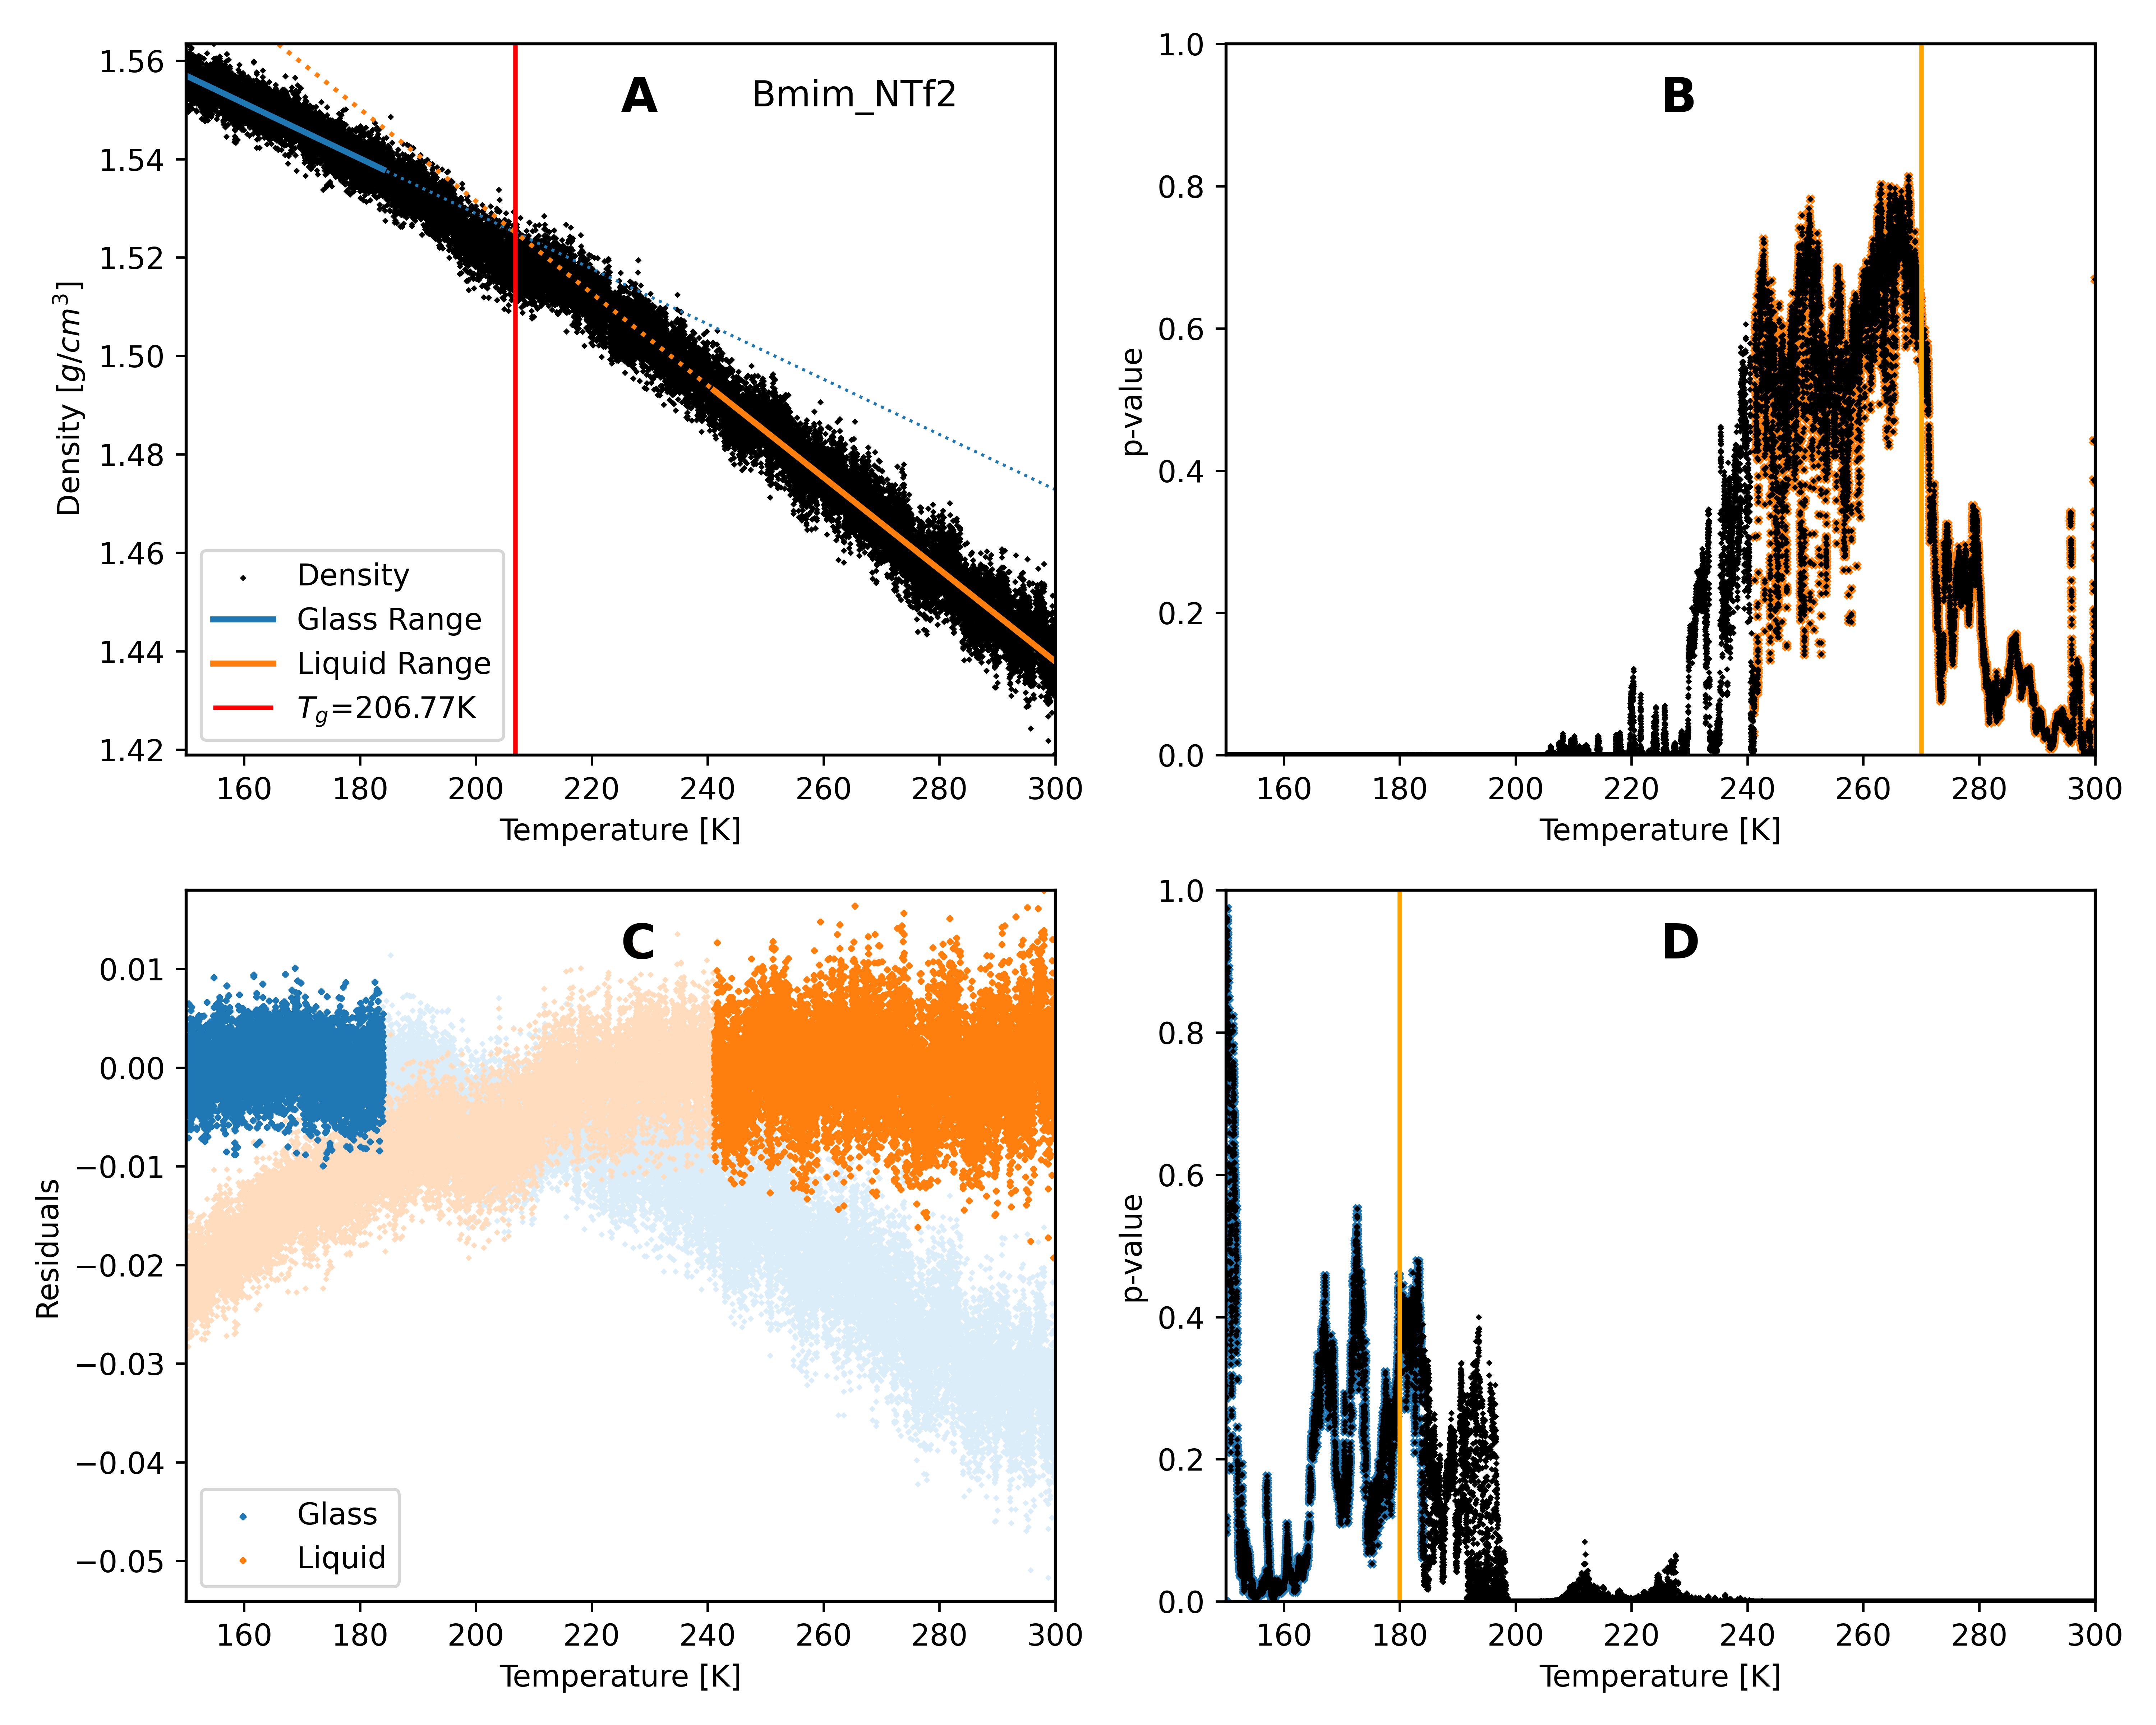 A
Bmim_NTf2
1.56
1.54
1.52
1.50
1.48
1.46
1.44
1.42
Density [g/cm³]
Density
Glass Range
Liquid Range
T_g=206.77K
160 180 200 220 240 260 280 300
Temperature [K]
B
1.0
0.8
0.6
0.4
0.2
0.0
p-value
160 180 200 220 240 260 280 300
Temperature [K]
C
0.01
0.00
−0.01
−0.02
−0.03
−0.04
−0.05
Residuals
Glass
Liquid
160 180 200 220 240 260 280 300
Temperature [K]
D
1.0
0.8
0.6
0.4
0.2
0.0
p-value
160 180 200 220 240 260 280 300
Temperature [K]